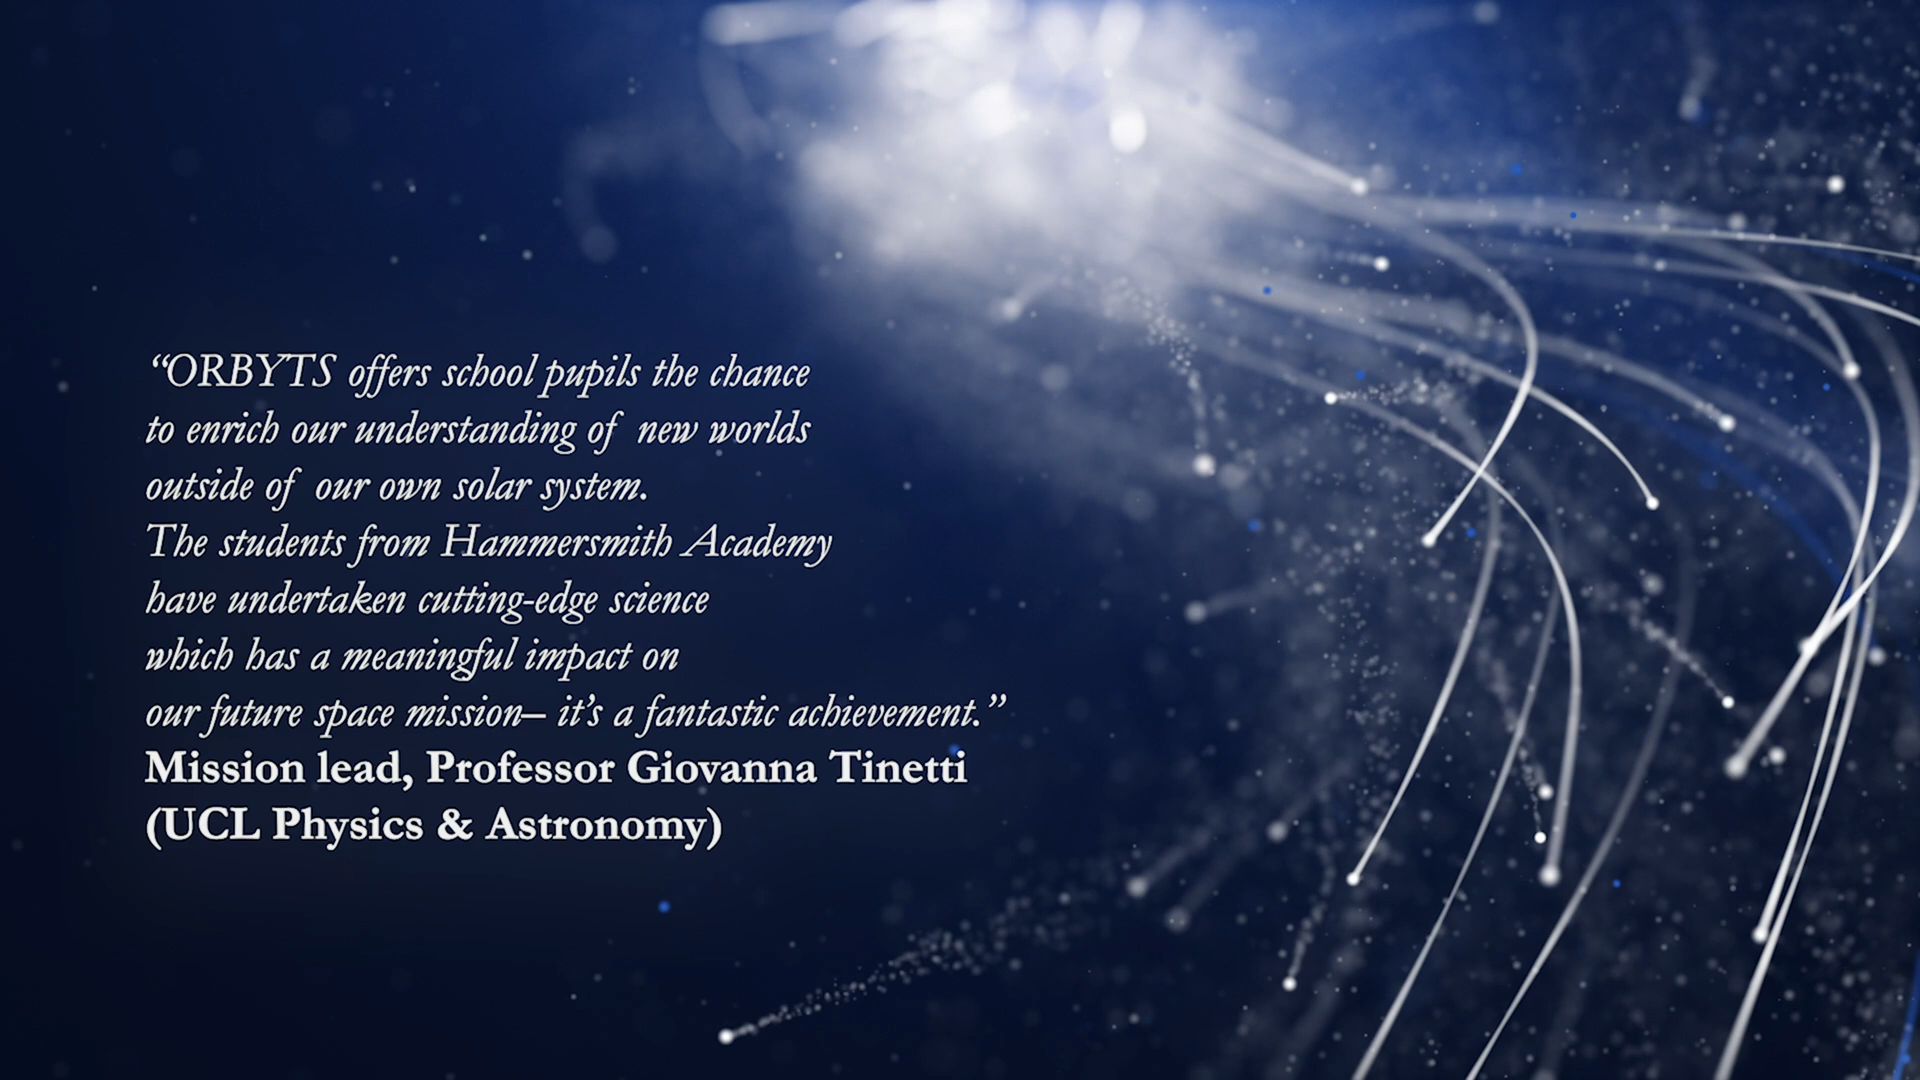 “ORBYTS offers school pupils the chance
to enrich our understanding of new worlds
outside of our own solar system.
The students from Hammersmith Academy
have undertaken cutting-edge science
which has a meaningful impact on
our future space mission– it’s a fantastic achievement.”
Mission lead, Professor Giovanna Tinetti
(UCL Physics & Astronomy)